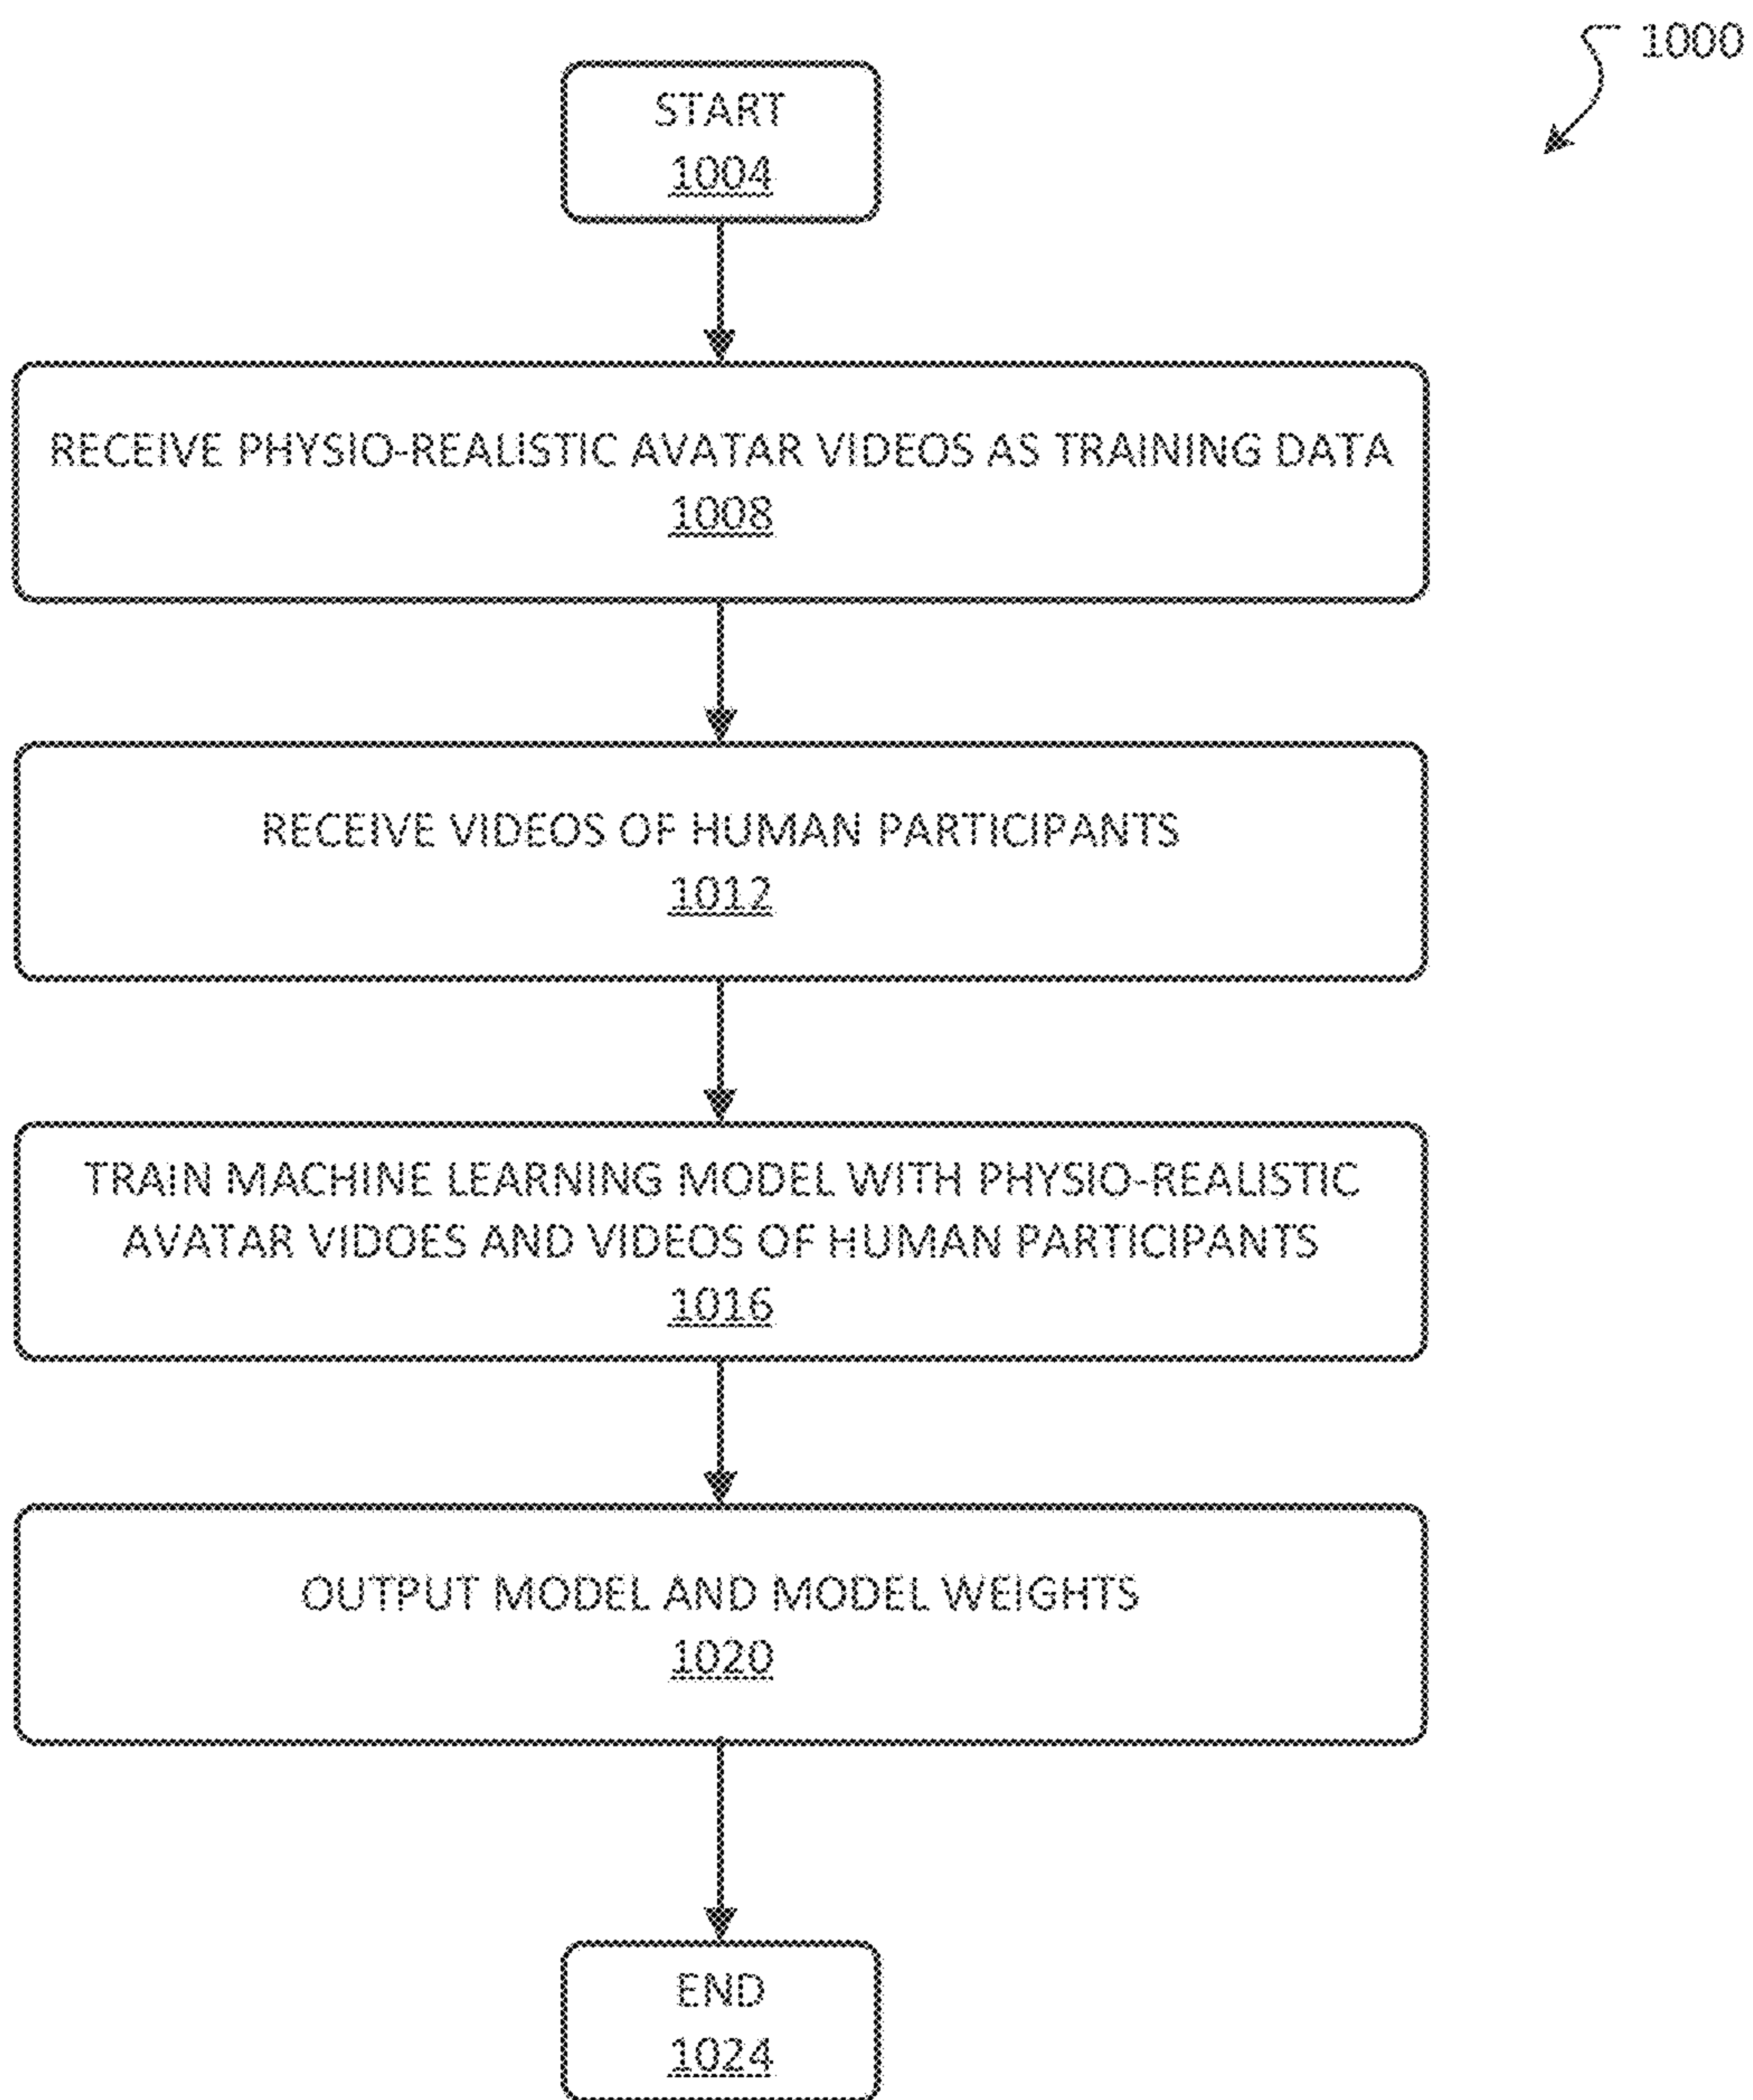 1000
START
1004
RECEIVE PHYSIO-REALISTIC AVATAR VIDEOS AS TRAINING DATA
1008
RECEIVE VIDEOS OF HUMAN PARTICIPANTS
1012
TRAIN MACHINE LEARNING MODEL WITH PHYSIO-REALISTIC
AVATAR VIDOES AND VIDEOS OF HUMAN PARTICIPANTS
1016
OUTPUT MODEL AND MODEL WEIGHTS
1020
END
1024